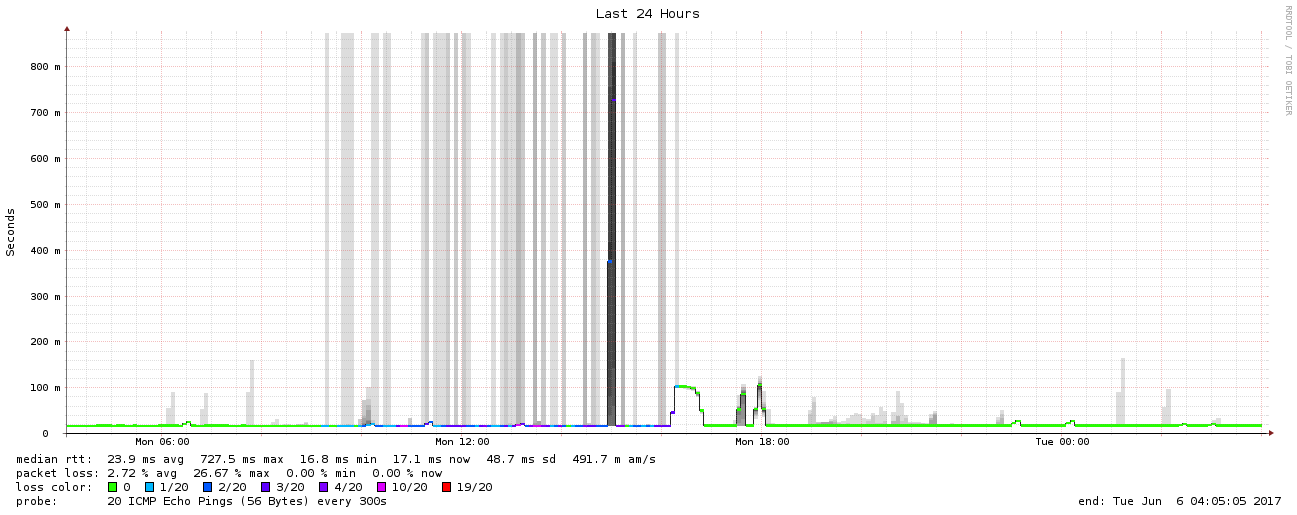 Last 24 Hours
RRDTOOL / TOBI OETIKER
Seconds
800 m
700 m
600 m
500 m
400 m
300 m
200 m
100 m
0
Mon 06:00 Mon 12:00 Mon 18:00 Tue 00:00
median rtt: 23.9 ms avg 727.5 ms max 16.8 ms min 17.1 ms now 48.7 ms sd 491.7 m am/s
packet loss: 2.72 % avg 26.67 % max 0.00 % min 0.00 % now
loss color: 0 1/20 2/20 3/20 4/20 10/20 19/20
probe: 20 ICMP Echo Pings (56 Bytes) every 300s end: Tue Jun 6 04:05:05 2017